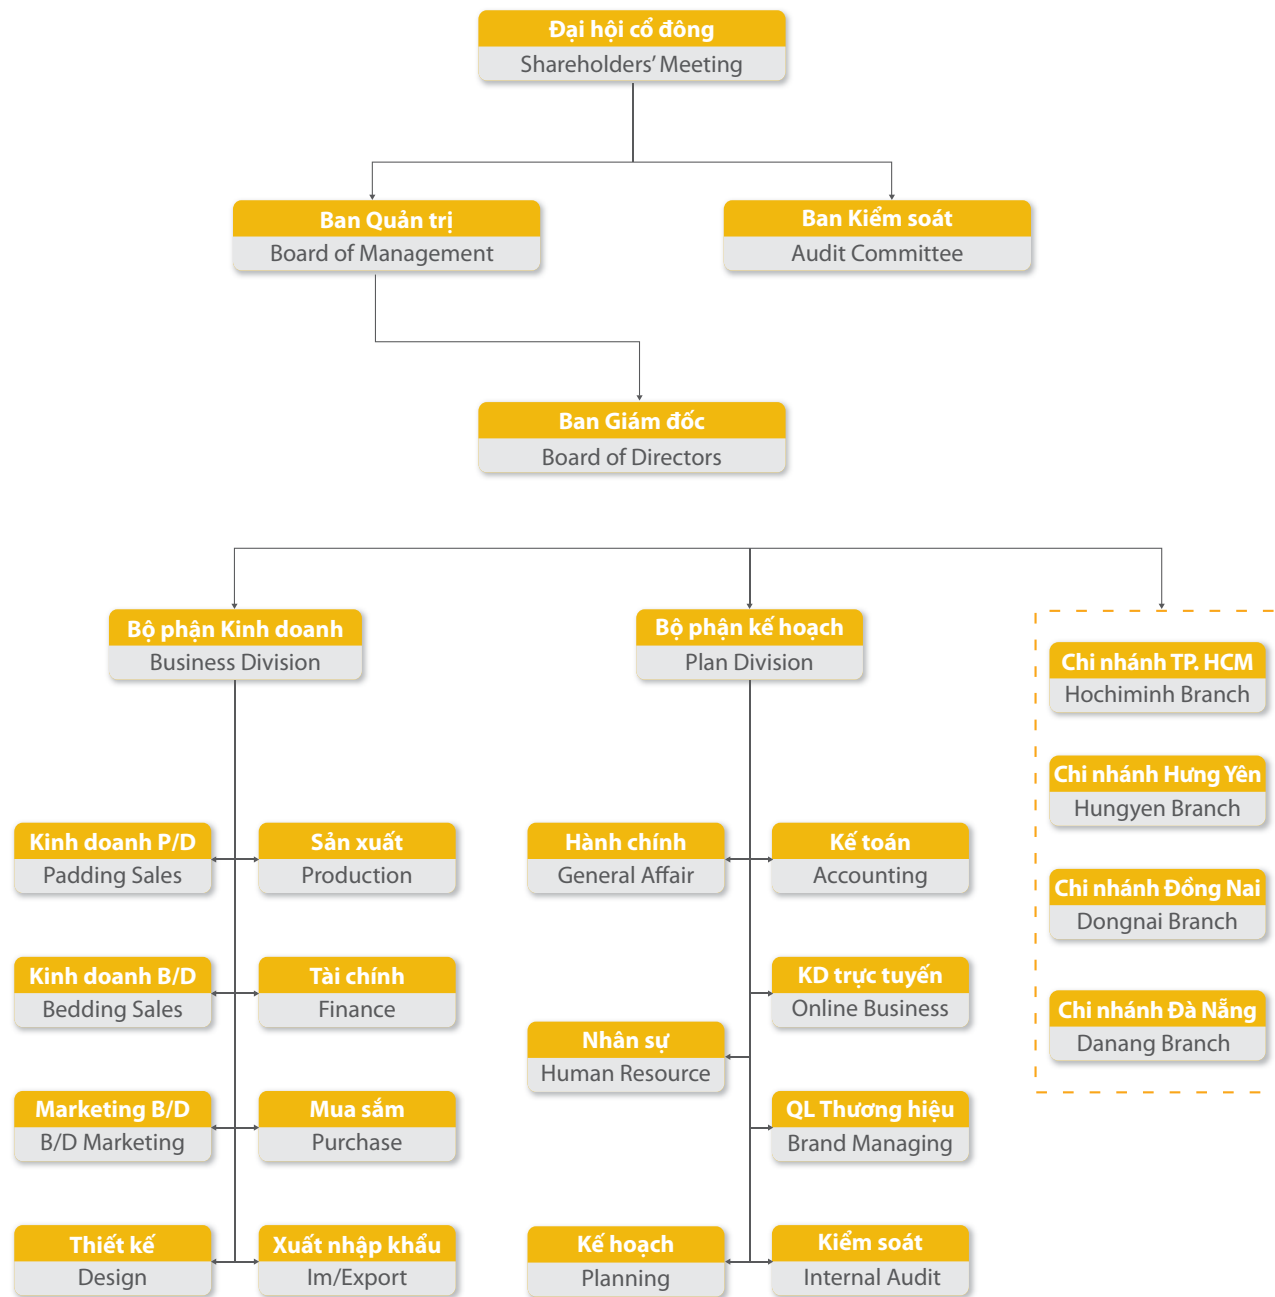 Đại hội cổ đông
Shareholders’ Meeting
Ban Quản trị
Board of Management
Ban Kiểm soát
Audit Committee
Ban Giám đốc
Board of Directors
Bộ phận Kinh doanh
Business Division
Bộ phận kế hoạch
Plan Division
Chi nhánh TP. HCM
Hochiminh Branch
Chi nhánh Hưng Yên
Hungyen Branch
Chi nhánh Đồng Nai
Dongnai Branch
Chi nhánh Đà Nẵng
Danang Branch
Kinh doanh P/D
Padding Sales
Sản xuất
Production
Kinh doanh B/D
Bedding Sales
Tài chính
Finance
Marketing B/D
B/D Marketing
Mua sắm
Purchase
Thiết kế
Design
Xuất nhập khẩu
Im/Export
Hành chính
General Affair
Kế toán
Accounting
KD trực tuyến
Online Business
Nhân sự
Human Resource
QL Thương hiệu
Brand Managing
Kế hoạch
Planning
Kiểm soát
Internal Audit